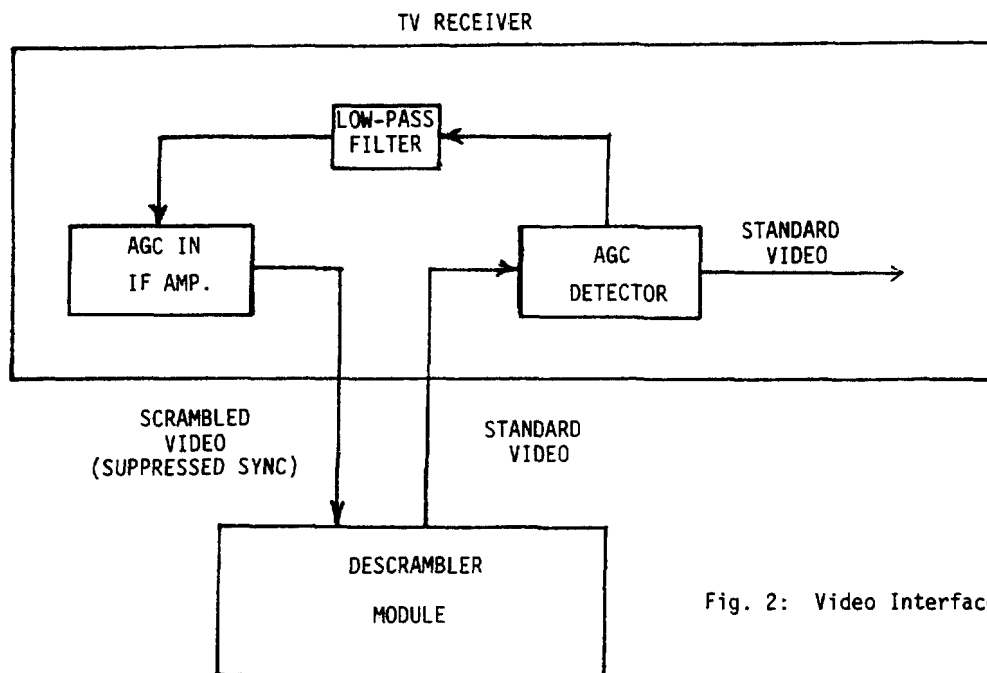 TV RECEIVER
LOW-PASS
FILTER
AGC IN
IF AMP.
AGC
DETECTOR
STANDARD
VIDEO
SCRAMBLED
VIDEO
(SUPPRESSED SYNC)
STANDARD
VIDEO
DESCRAMBLER
MODULE
Fig. 2: Video Interface